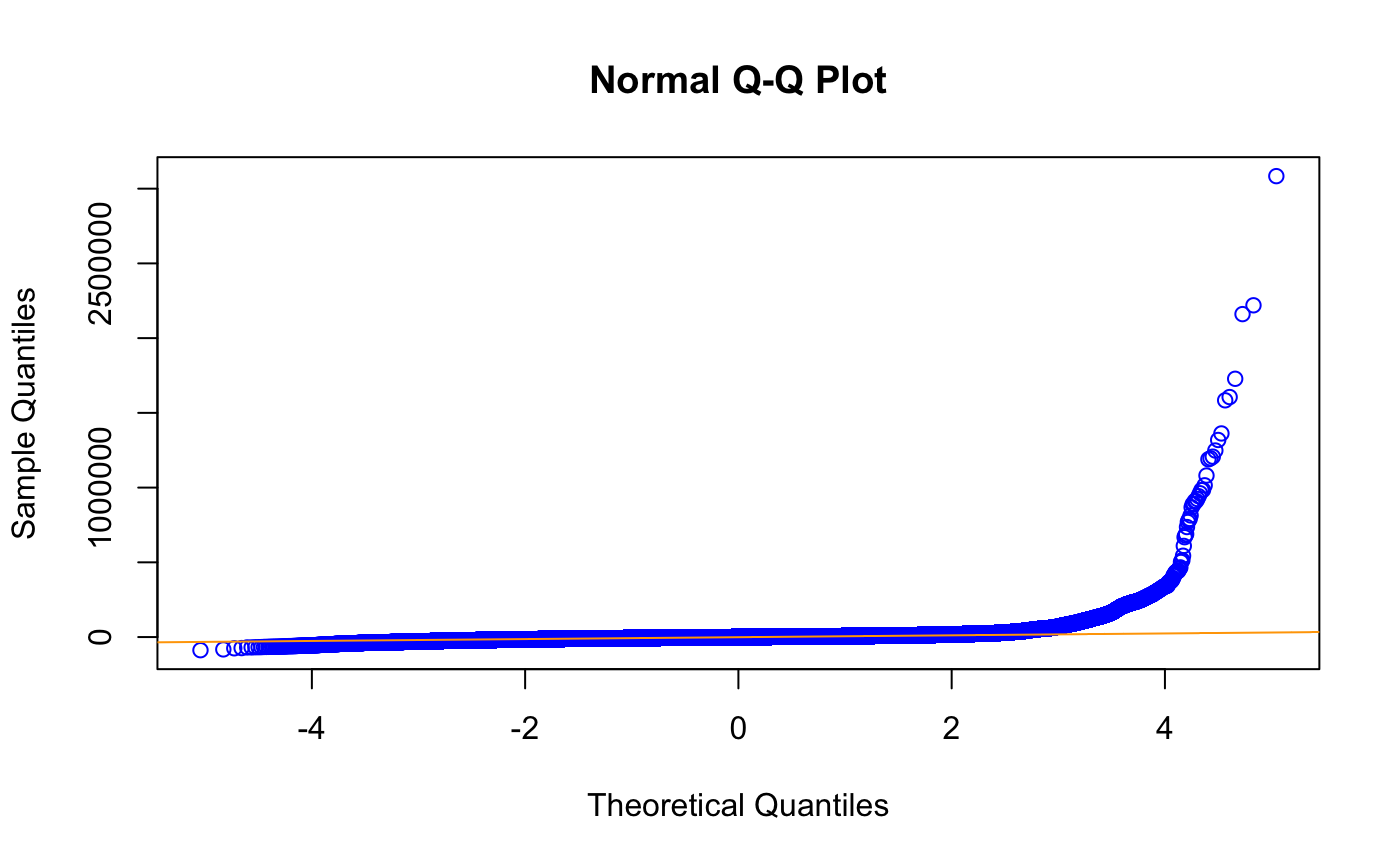 Normal Q-Q Plot
Sample Quantiles
2500000
1000000
0
-4 -2 0 2 4
Theoretical Quantiles